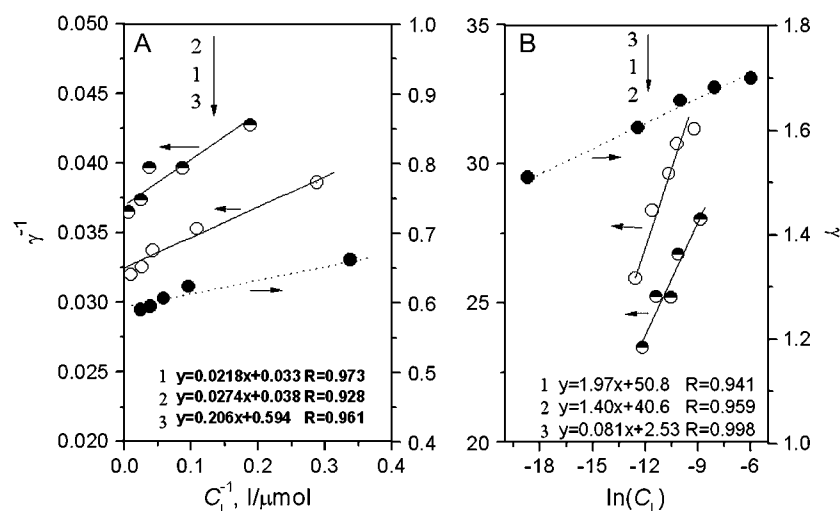 A
0.050
0.045
0.040
0.035
0.030
0.025
0.020
γ⁻¹
1.0
0.9
0.8
0.7
0.6
0.5
0.4
2
1
3
1 y=0.0218x+0.033 R=0.973
2 y=0.0274x+0.038 R=0.928
3 y=0.206x+0.594 R=0.961
0.0 0.1 0.2 0.3 0.4
C_L⁻¹, l/µmol
B
35
30
25
20
1.8
1.6
1.4
1.2
1.0
γ
3
1
2
1 y=1.97x+50.8 R=0.941
2 y=1.40x+40.6 R=0.959
3 y=0.081x+2.53 R=0.998
-18 -15 -12 -9 -6
ln(C_L)